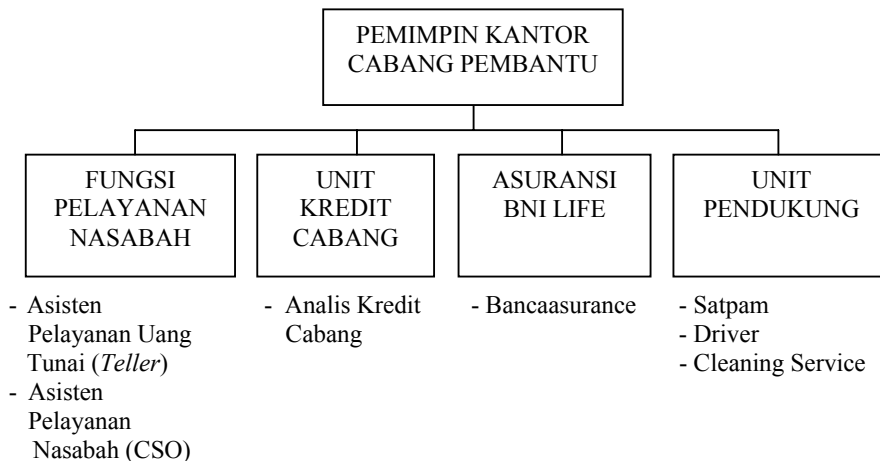 PEMIMPIN KANTOR
CABANG PEMBANTU
FUNGSI
PELAYANAN
NASABAH
UNIT
KREDIT
CABANG
ASURANSI
BNI LIFE
UNIT
PENDUKUNG
- Asisten
Pelayanan Uang
Tunai (Teller)
- Asisten
Pelayanan
Nasabah (CSO)
- Analis Kredit
Cabang
- Bancaasurance
- Satpam
- Driver
- Cleaning Service